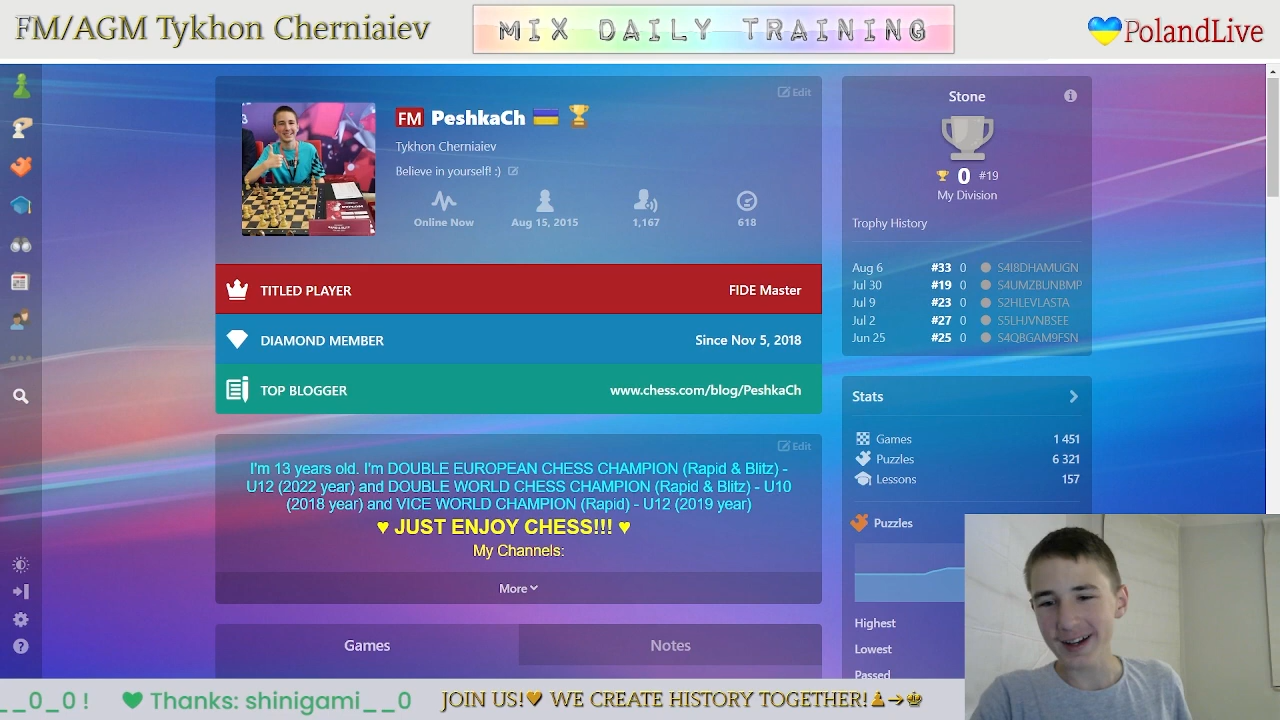 FM/AGM Tykhon Cherniaiev
MIX DAILY TRAINING
PolandLive
Edit
FM PeshkaCh
Tykhon Cherniaiev
Believe in yourself! :)
Online Now
Aug 15, 2015
1,167
618
TITLED PLAYER
FIDE Master
DIAMOND MEMBER
Since Nov 5, 2018
TOP BLOGGER
www.chess.com/blog/PeshkaCh
Edit
I'm 13 years old. I'm DOUBLE EUROPEAN CHESS CHAMPION (Rapid & Blitz) -
U12 (2022 year) and DOUBLE WORLD CHESS CHAMPION (Rapid & Blitz) - U10
(2018 year) and VICE WORLD CHAMPION (Rapid) - U12 (2019 year)
♥ JUST ENJOY CHESS!!! ♥
My Channels:
More
Games
Notes
Stone
0 #19
My Division
Trophy History
Aug 6 #33 0 S4I8DHAMUGN
Jul 30 #19 0 S4UMZBUNBMP
Jul 9 #23 0 S2HLEVLASTA
Jul 2 #27 0 S5LHJVNBSEE
Jun 25 #25 0 S4QBGAM9FSN
Stats
Games 1 451
Puzzles 6 321
Lessons 157
Puzzles
Highest
Lowest
Passed
__0_0 !
Thanks: shinigami__0
JOIN US!🧡 WE CREATE HISTORY TOGETHER!♟→♚